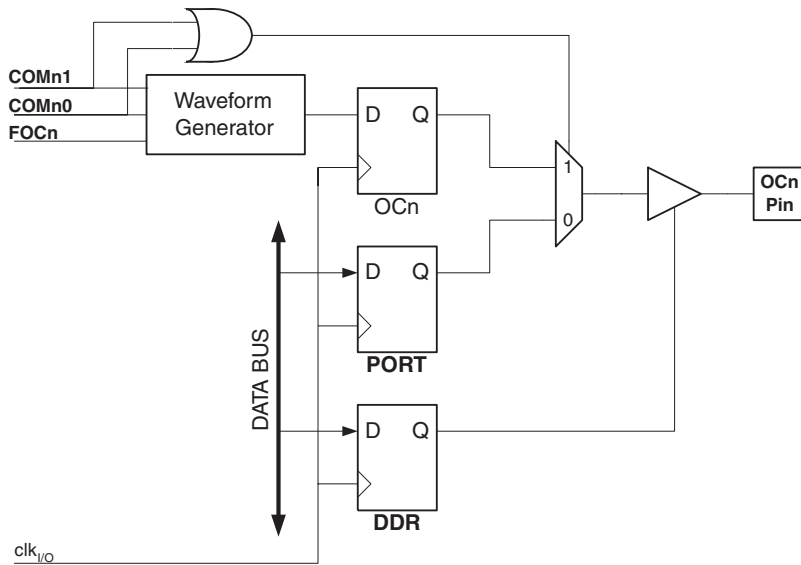 COMn1
COMn0
FOCn
Waveform
Generator
D Q
OCn
1
0
OCn
Pin
D Q
PORT
DATA BUS
D Q
DDR
clkI/O